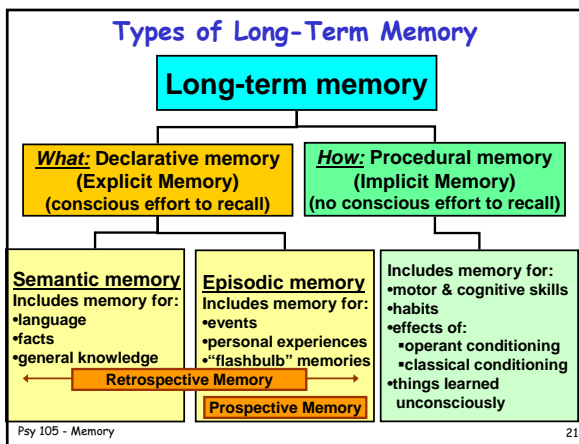 Types of Long-Term Memory
Long-term memory
What: Declarative memory
(Explicit Memory)
(conscious effort to recall)
How: Procedural memory
(Implicit Memory)
(no conscious effort to recall)
Semantic memory
Includes memory for:
•language
•facts
•general knowledge
Episodic memory
Includes memory for:
•events
•personal experiences
•“flashbulb” memories
Includes memory for:
•motor & cognitive skills
•habits
•effects of:
▪operant conditioning
▪classical conditioning
•things learned
unconsciously
Retrospective Memory
Prospective Memory
Psy 105 - Memory
21